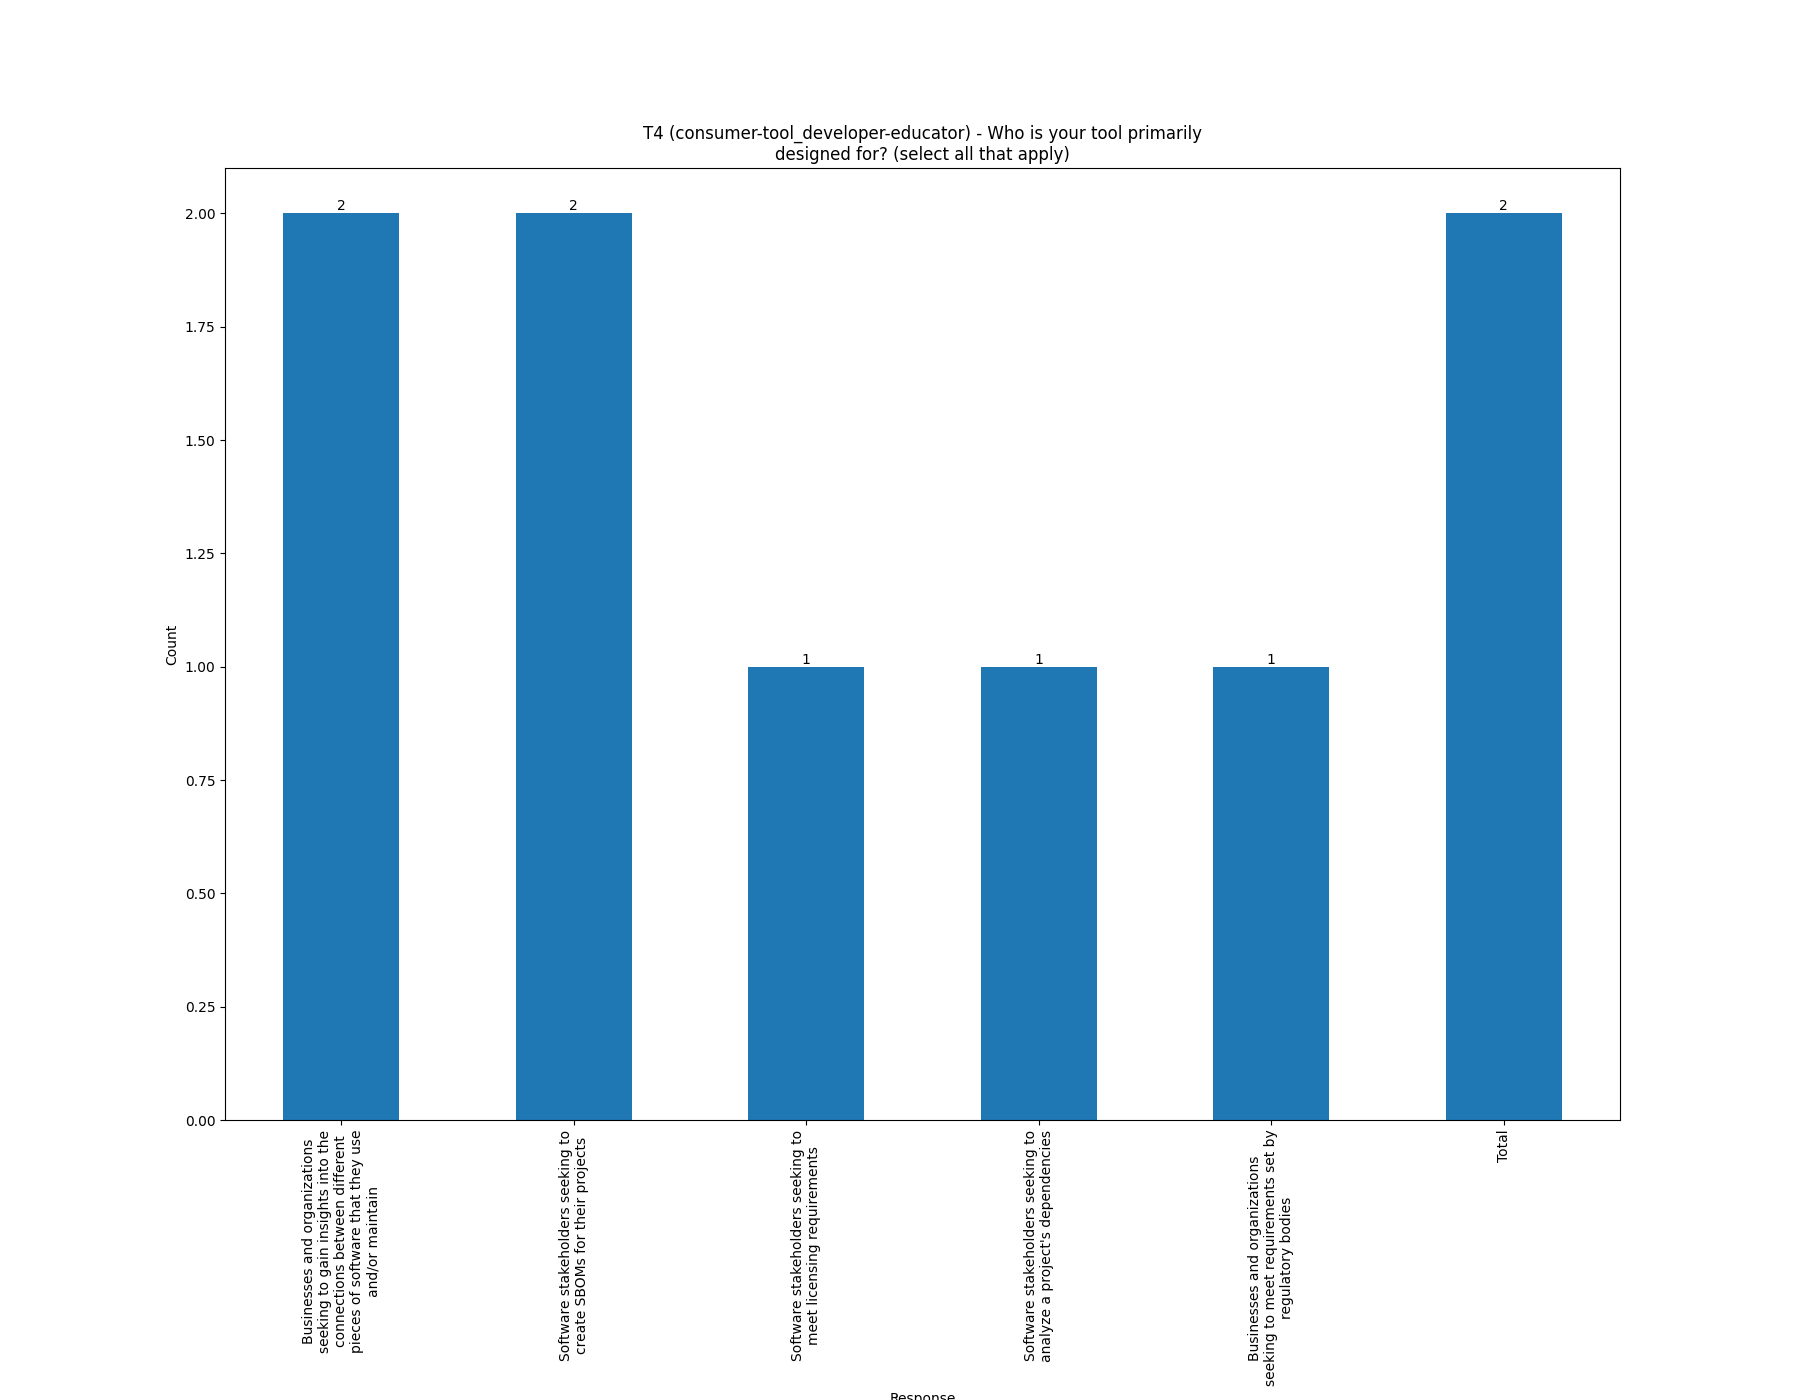 T4 (consumer-tool_developer-educator) - Who is your tool primarily
designed for? (select all that apply)
Count
2.00
1.75
1.50
1.25
1.00
0.75
0.50
0.25
0.00
2
2
1
1
1
2
Businesses and organizations
seeking to gain insights into the
connections between different
pieces of software that they use
and/or maintain
Software stakeholders seeking to
create SBOMs for their projects
Software stakeholders seeking to
meet licensing requirements
Software stakeholders seeking to
analyze a project's dependencies
Businesses and organizations
seeking to meet requirements set by
regulatory bodies
Total
Response